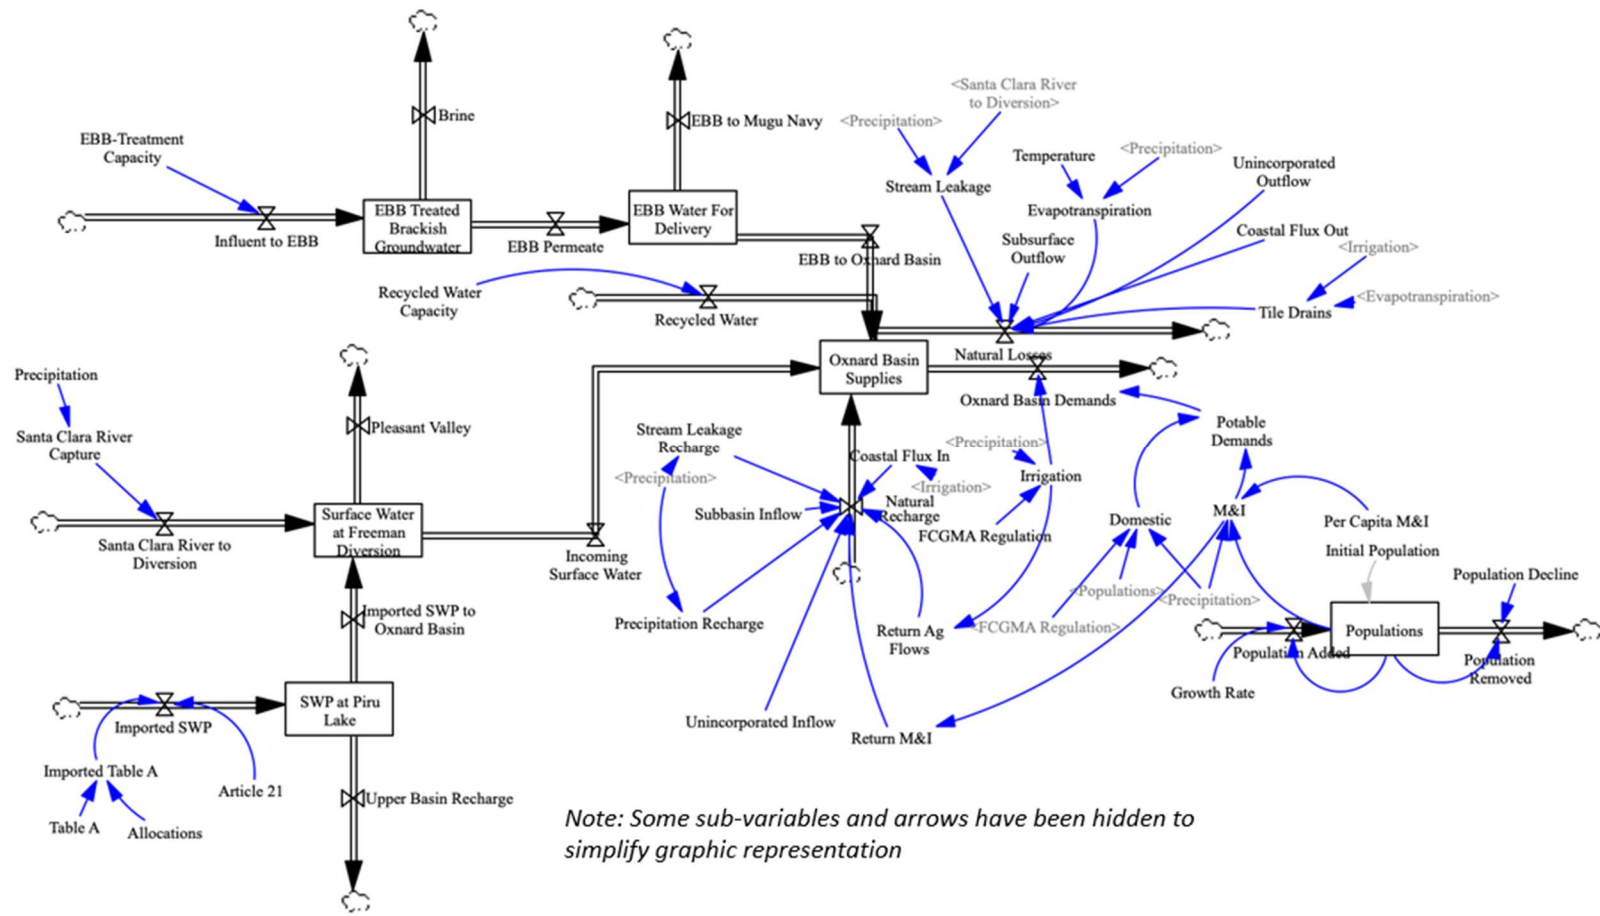 Brine
EBB to Mugu Navy
<Santa Clara River
to Diversion>
<Precipitation>
EBB-Treatment
Capacity
Temperature
<Precipitation>
Unincorporated
Outflow
Stream Leakage
Evapotranspiration
EBB Treated
Brackish
Groundwater
EBB Water For
Delivery
Influent to EBB
EBB Permeate
EBB to Oxnard Basin
Subsurface
Outflow
Coastal Flux Out
<Irrigation>
<Evapotranspiration>
Tile Drains
Recycled Water
Capacity
Recycled Water
Natural Losses
Oxnard Basin
Supplies
Oxnard Basin Demands
Precipitation
Santa Clara River
Capture
Pleasant Valley
Stream Leakage
Recharge
<Precipitation>
Coastal Flux In
<Irrigation>
<Precipitation>
Irrigation
Potable
Demands
Subbasin Inflow
Natural
Recharge
FCGMA Regulation
Domestic
M&I
Per Capita M&I
Initial Population
Population Decline
Surface Water
at Freeman
Diversion
Santa Clara River to
Diversion
Incoming
Surface Water
<Populations>
<Precipitation>
<FCGMA Regulation>
Precipitation Recharge
Return Ag
Flows
Populations
Population Added
Population
Removed
Growth Rate
Imported SWP to
Oxnard Basin
SWP at Piru
Lake
Imported SWP
Unincorporated Inflow
Return M&I
Imported Table A
Article 21
Table A
Allocations
Upper Basin Recharge
Note: Some sub-variables and arrows have been hidden to
simplify graphic representation